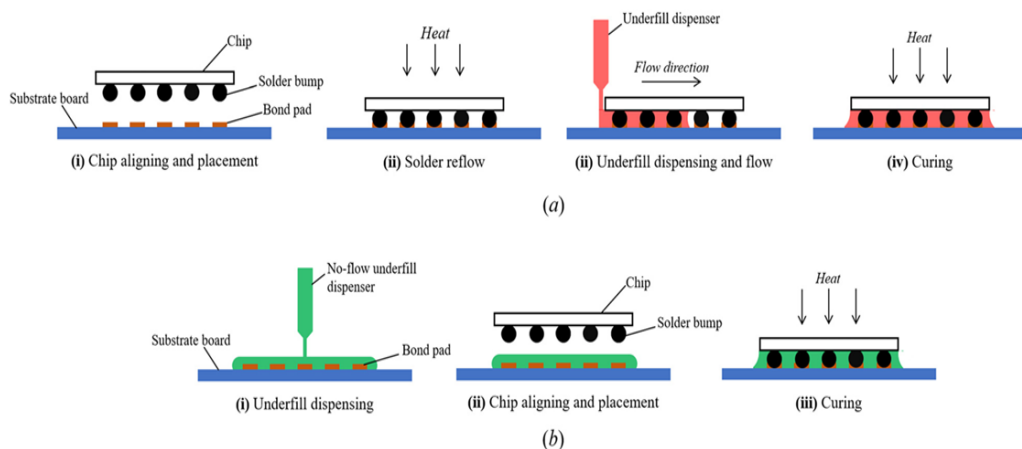 Chip
Solder bump
Bond pad
Substrate board
(i) Chip aligning and placement
Heat
(ii) Solder reflow
Underfill dispenser
Flow direction
(ii) Underfill dispensing and flow
Heat
(iv) Curing
(a)
No-flow underfill
dispenser
Substrate board
Bond pad
(i) Underfill dispensing
Chip
Solder bump
(ii) Chip aligning and placement
Heat
(iii) Curing
(b)